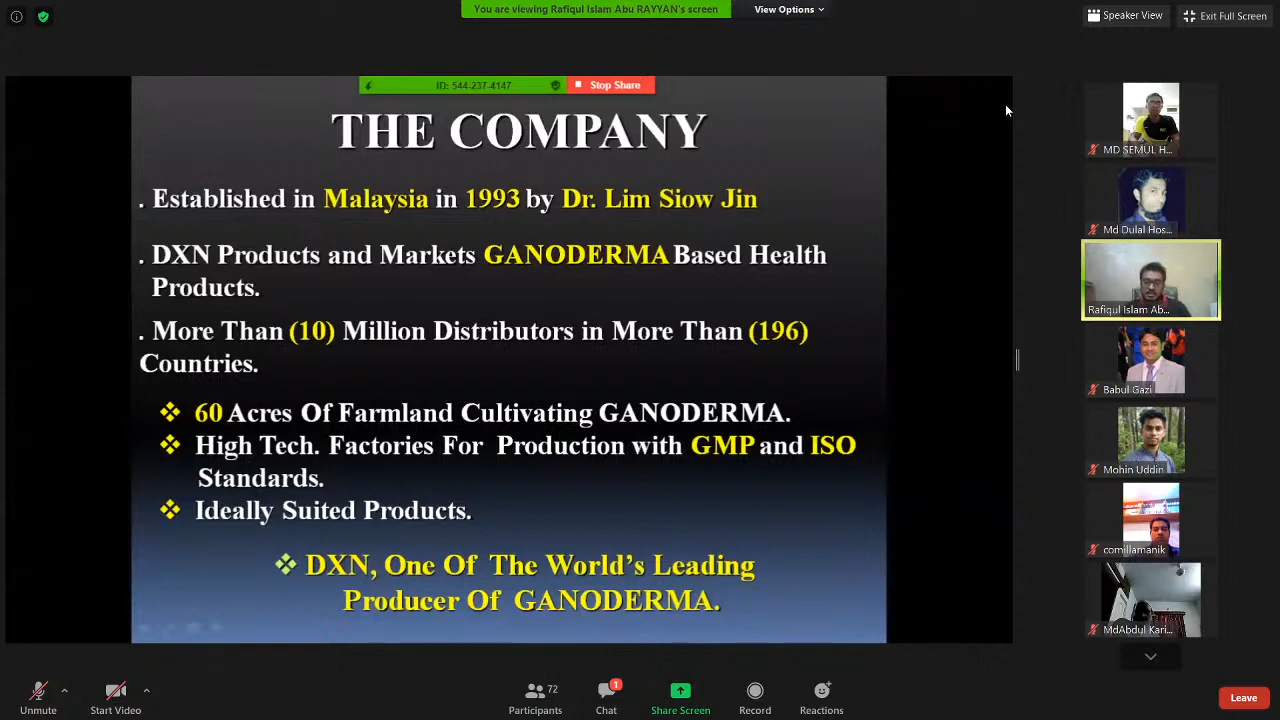 You are viewing Rafiqul Islam Abu RAYYAN's screen
View Options
Speaker View
Exit Full Screen
ID: 544-237-4147
Stop Share
THE COMPANY
. Established in Malaysia in 1993 by Dr. Lim Siow Jin
. DXN Products and Markets GANODERMA Based Health
Products.
. More Than (10) Million Distributors in More Than (196)
Countries.
❖ 60 Acres Of Farmland Cultivating GANODERMA.
❖ High Tech. Factories For Production with GMP and ISO
Standards.
❖ Ideally Suited Products.
❖ DXN, One Of The World's Leading
Producer Of GANODERMA.
MD SEMUL H...
Md Dulal Hos...
Rafiqul Islam Ab...
Babul Gazi
Mohin Uddin
comillamanik
MdAbdul Kari...
Unmute
Start Video
72
Participants
1
Chat
Share Screen
Record
Reactions
Leave